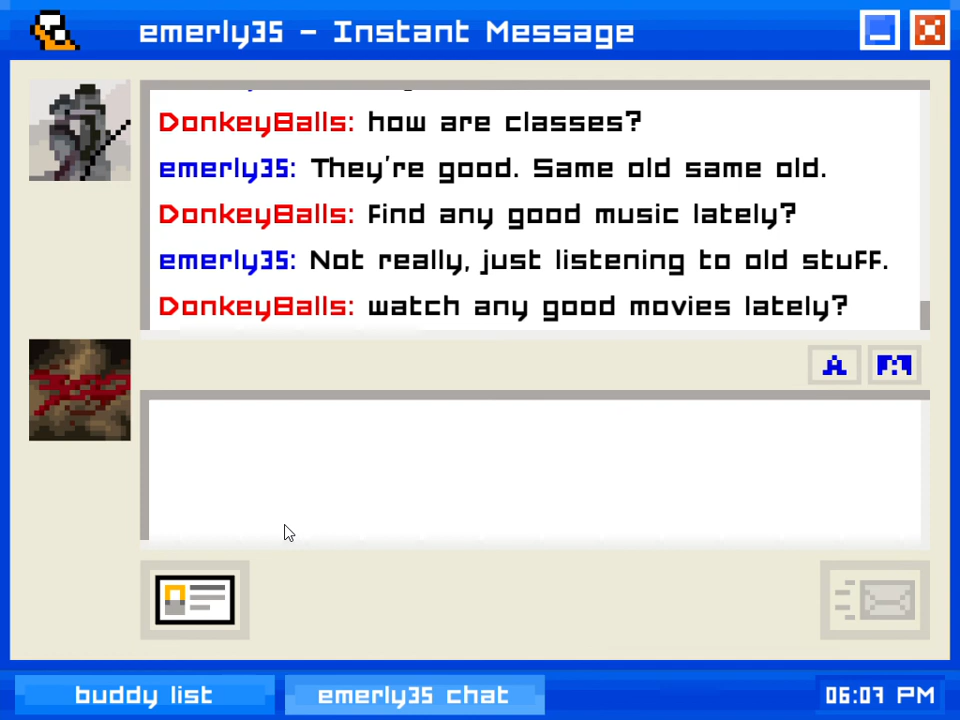 emerly35 - Instant Message
DonkeyBalls: how are classes?
emerly35: They're good. Same old same old.
DonkeyBalls: Find any good music lately?
emerly35: Not really, just listening to old stuff.
DonkeyBalls: watch any good movies lately?
A
buddy list
emerly35 chat
06:07 PM